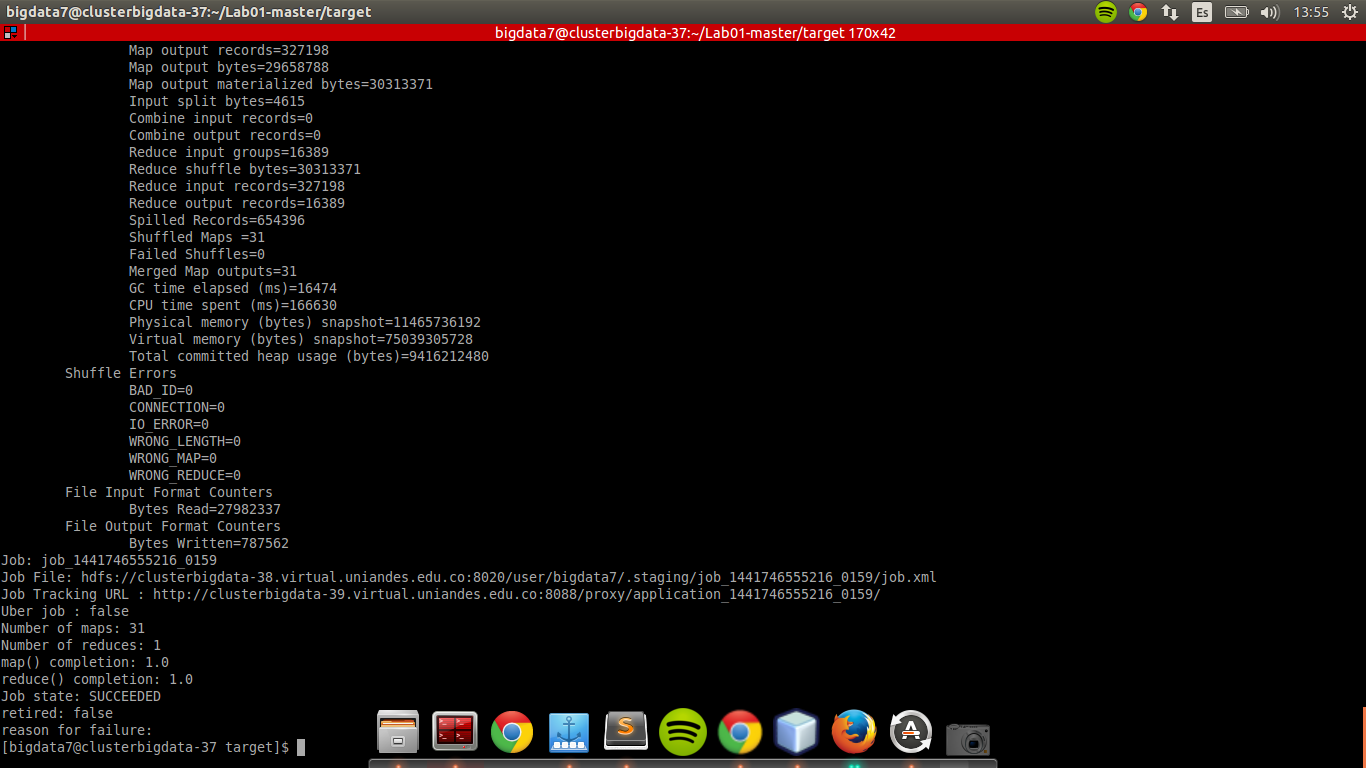 bigdata7@clusterbigdata-37:~/Lab01-master/target
Es
13:55
bigdata7@clusterbigdata-37:~/Lab01-master/target 170x42
Map output records=327198
Map output bytes=29658788
Map output materialized bytes=30313371
Input split bytes=4615
Combine input records=0
Combine output records=0
Reduce input groups=16389
Reduce shuffle bytes=30313371
Reduce input records=327198
Reduce output records=16389
Spilled Records=654396
Shuffled Maps =31
Failed Shuffles=0
Merged Map outputs=31
GC time elapsed (ms)=16474
CPU time spent (ms)=166630
Physical memory (bytes) snapshot=11465736192
Virtual memory (bytes) snapshot=75039305728
Total committed heap usage (bytes)=9416212480
Shuffle Errors
BAD_ID=0
CONNECTION=0
IO_ERROR=0
WRONG_LENGTH=0
WRONG_MAP=0
WRONG_REDUCE=0
File Input Format Counters
Bytes Read=27982337
File Output Format Counters
Bytes Written=787562
Job: job_1441746555216_0159
Job File: hdfs://clusterbigdata-38.virtual.uniandes.edu.co:8020/user/bigdata7/.staging/job_1441746555216_0159/job.xml
Job Tracking URL : http://clusterbigdata-39.virtual.uniandes.edu.co:8088/proxy/application_1441746555216_0159/
Uber job : false
Number of maps: 31
Number of reduces: 1
map() completion: 1.0
reduce() completion: 1.0
Job state: SUCCEEDED
retired: false
reason for failure:
[bigdata7@clusterbigdata-37 target]$